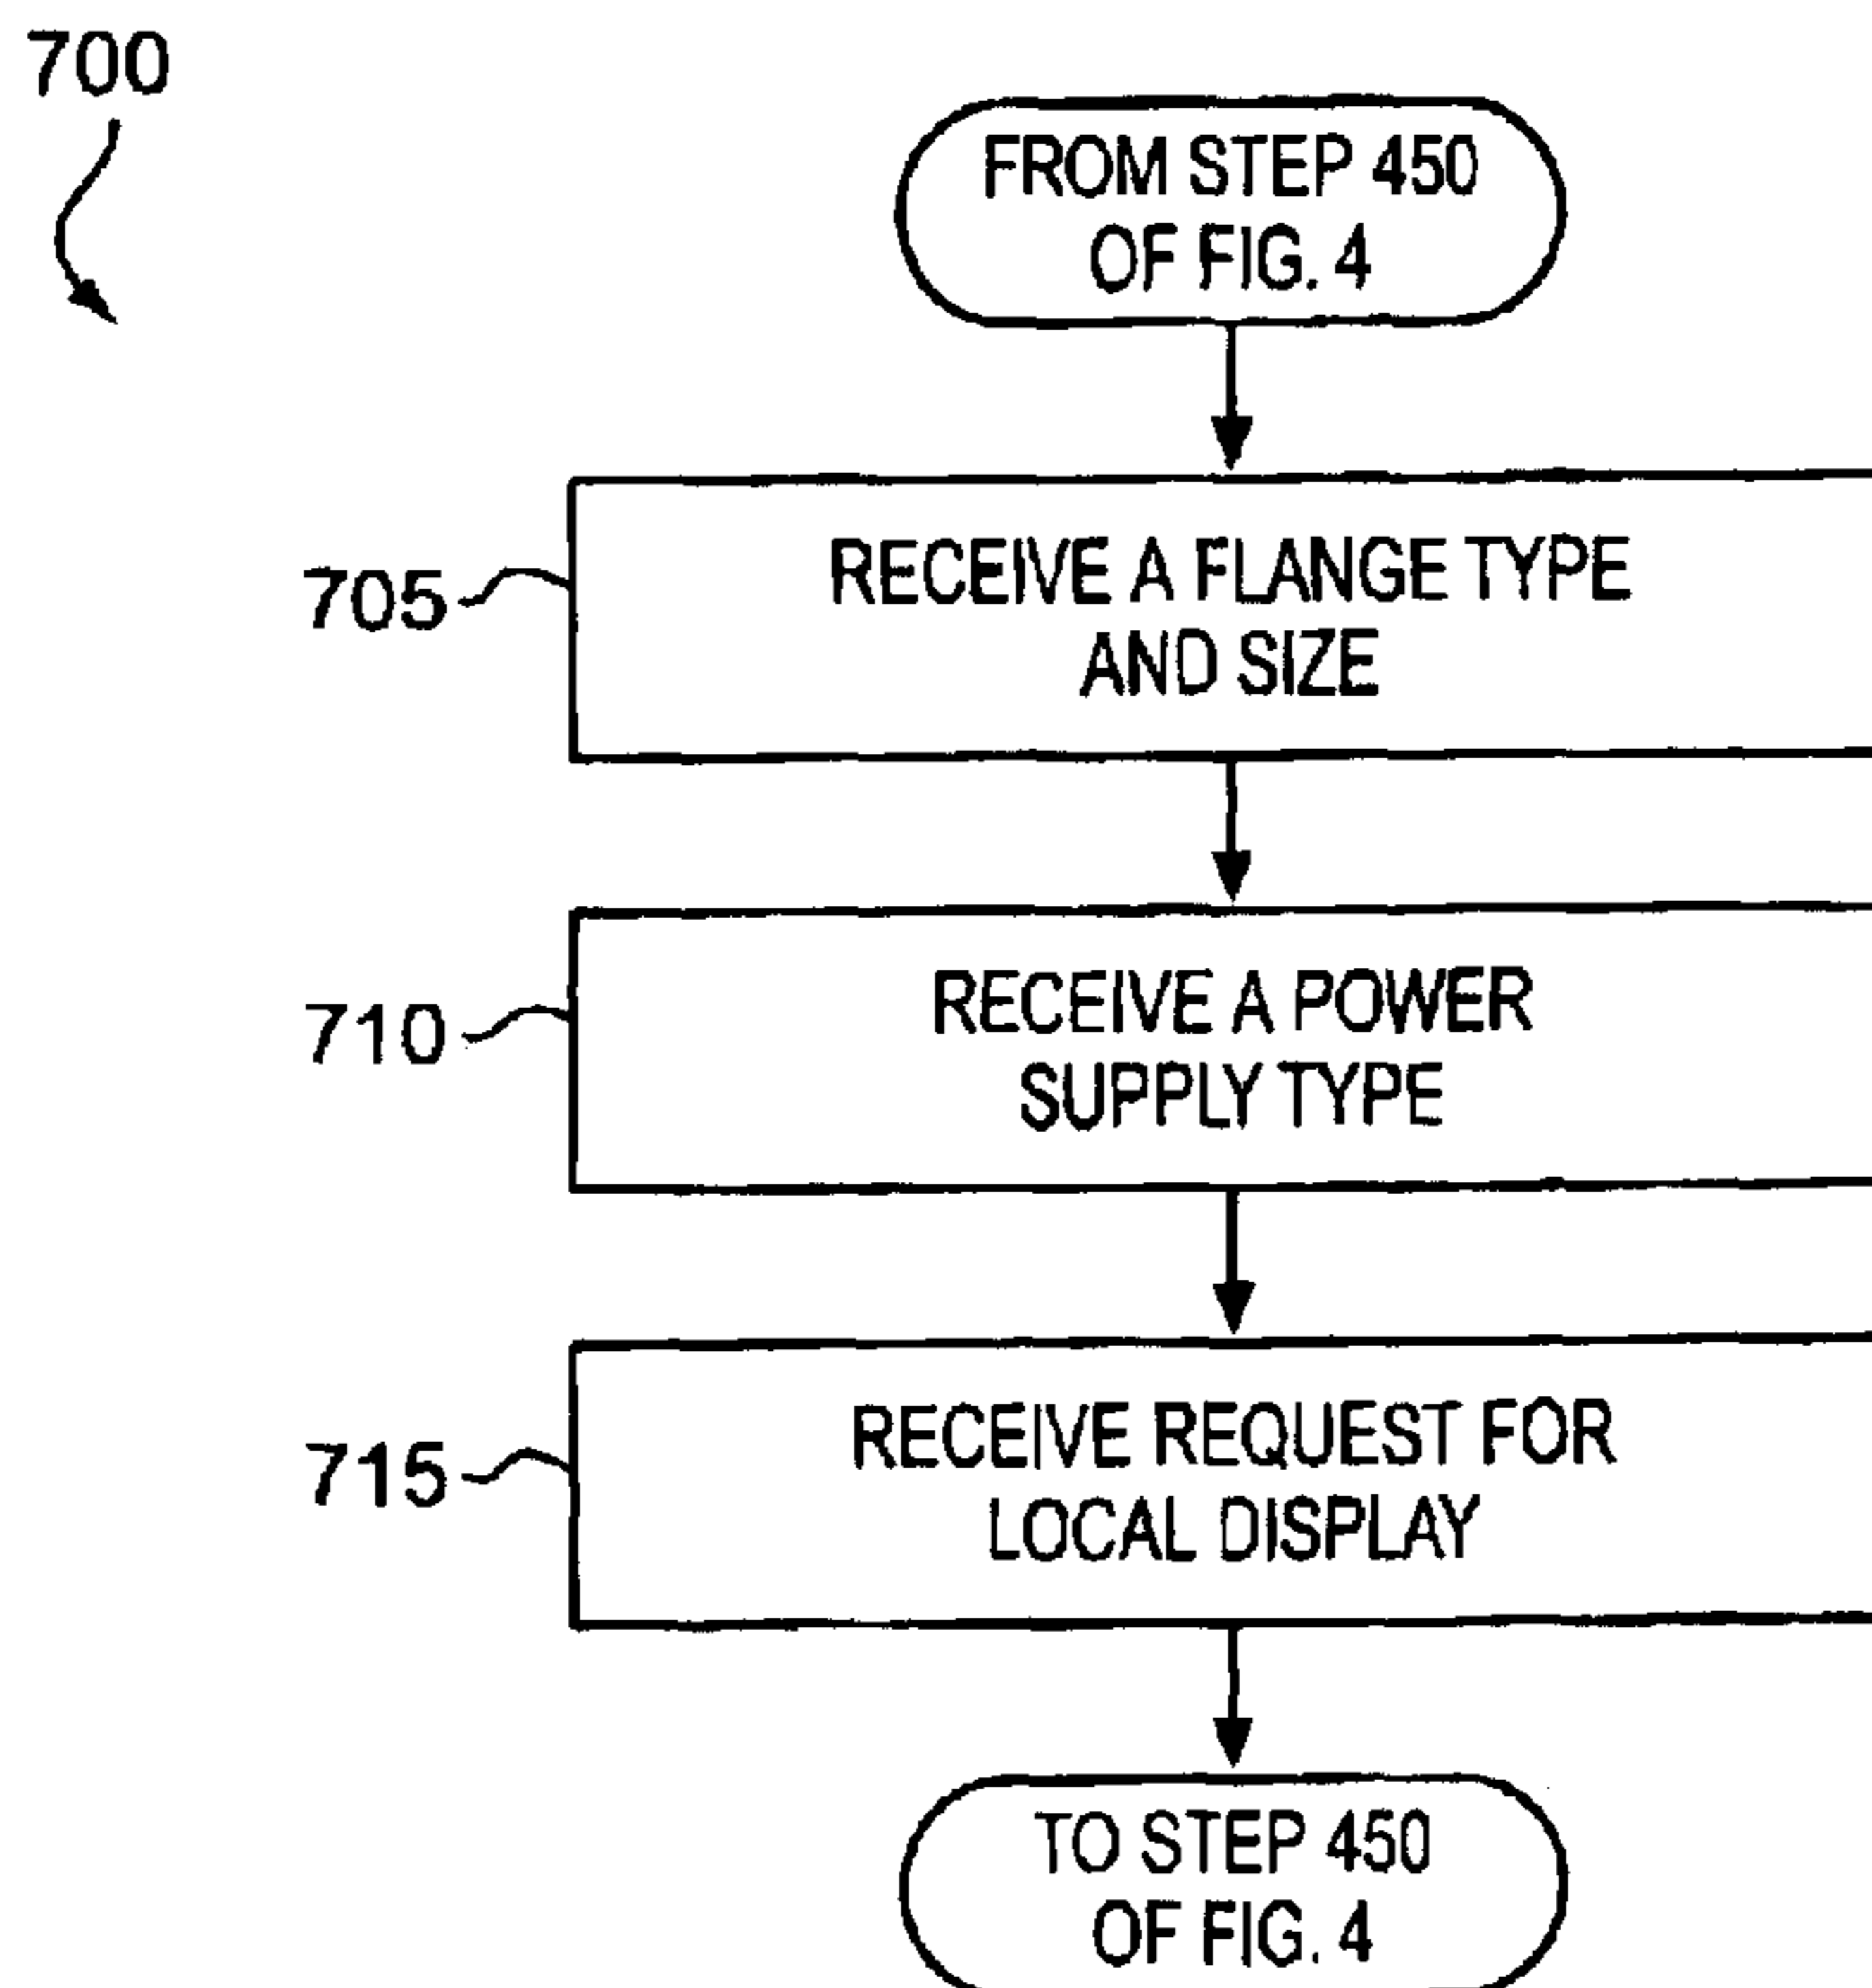 700
FROM STEP 450
OF FIG. 4
705
RECEIVE A FLANGE TYPE
AND SIZE
710
RECEIVE A POWER
SUPPLY TYPE
715
RECEIVE REQUEST FOR
LOCAL DISPLAY
TO STEP 450
OF FIG. 4